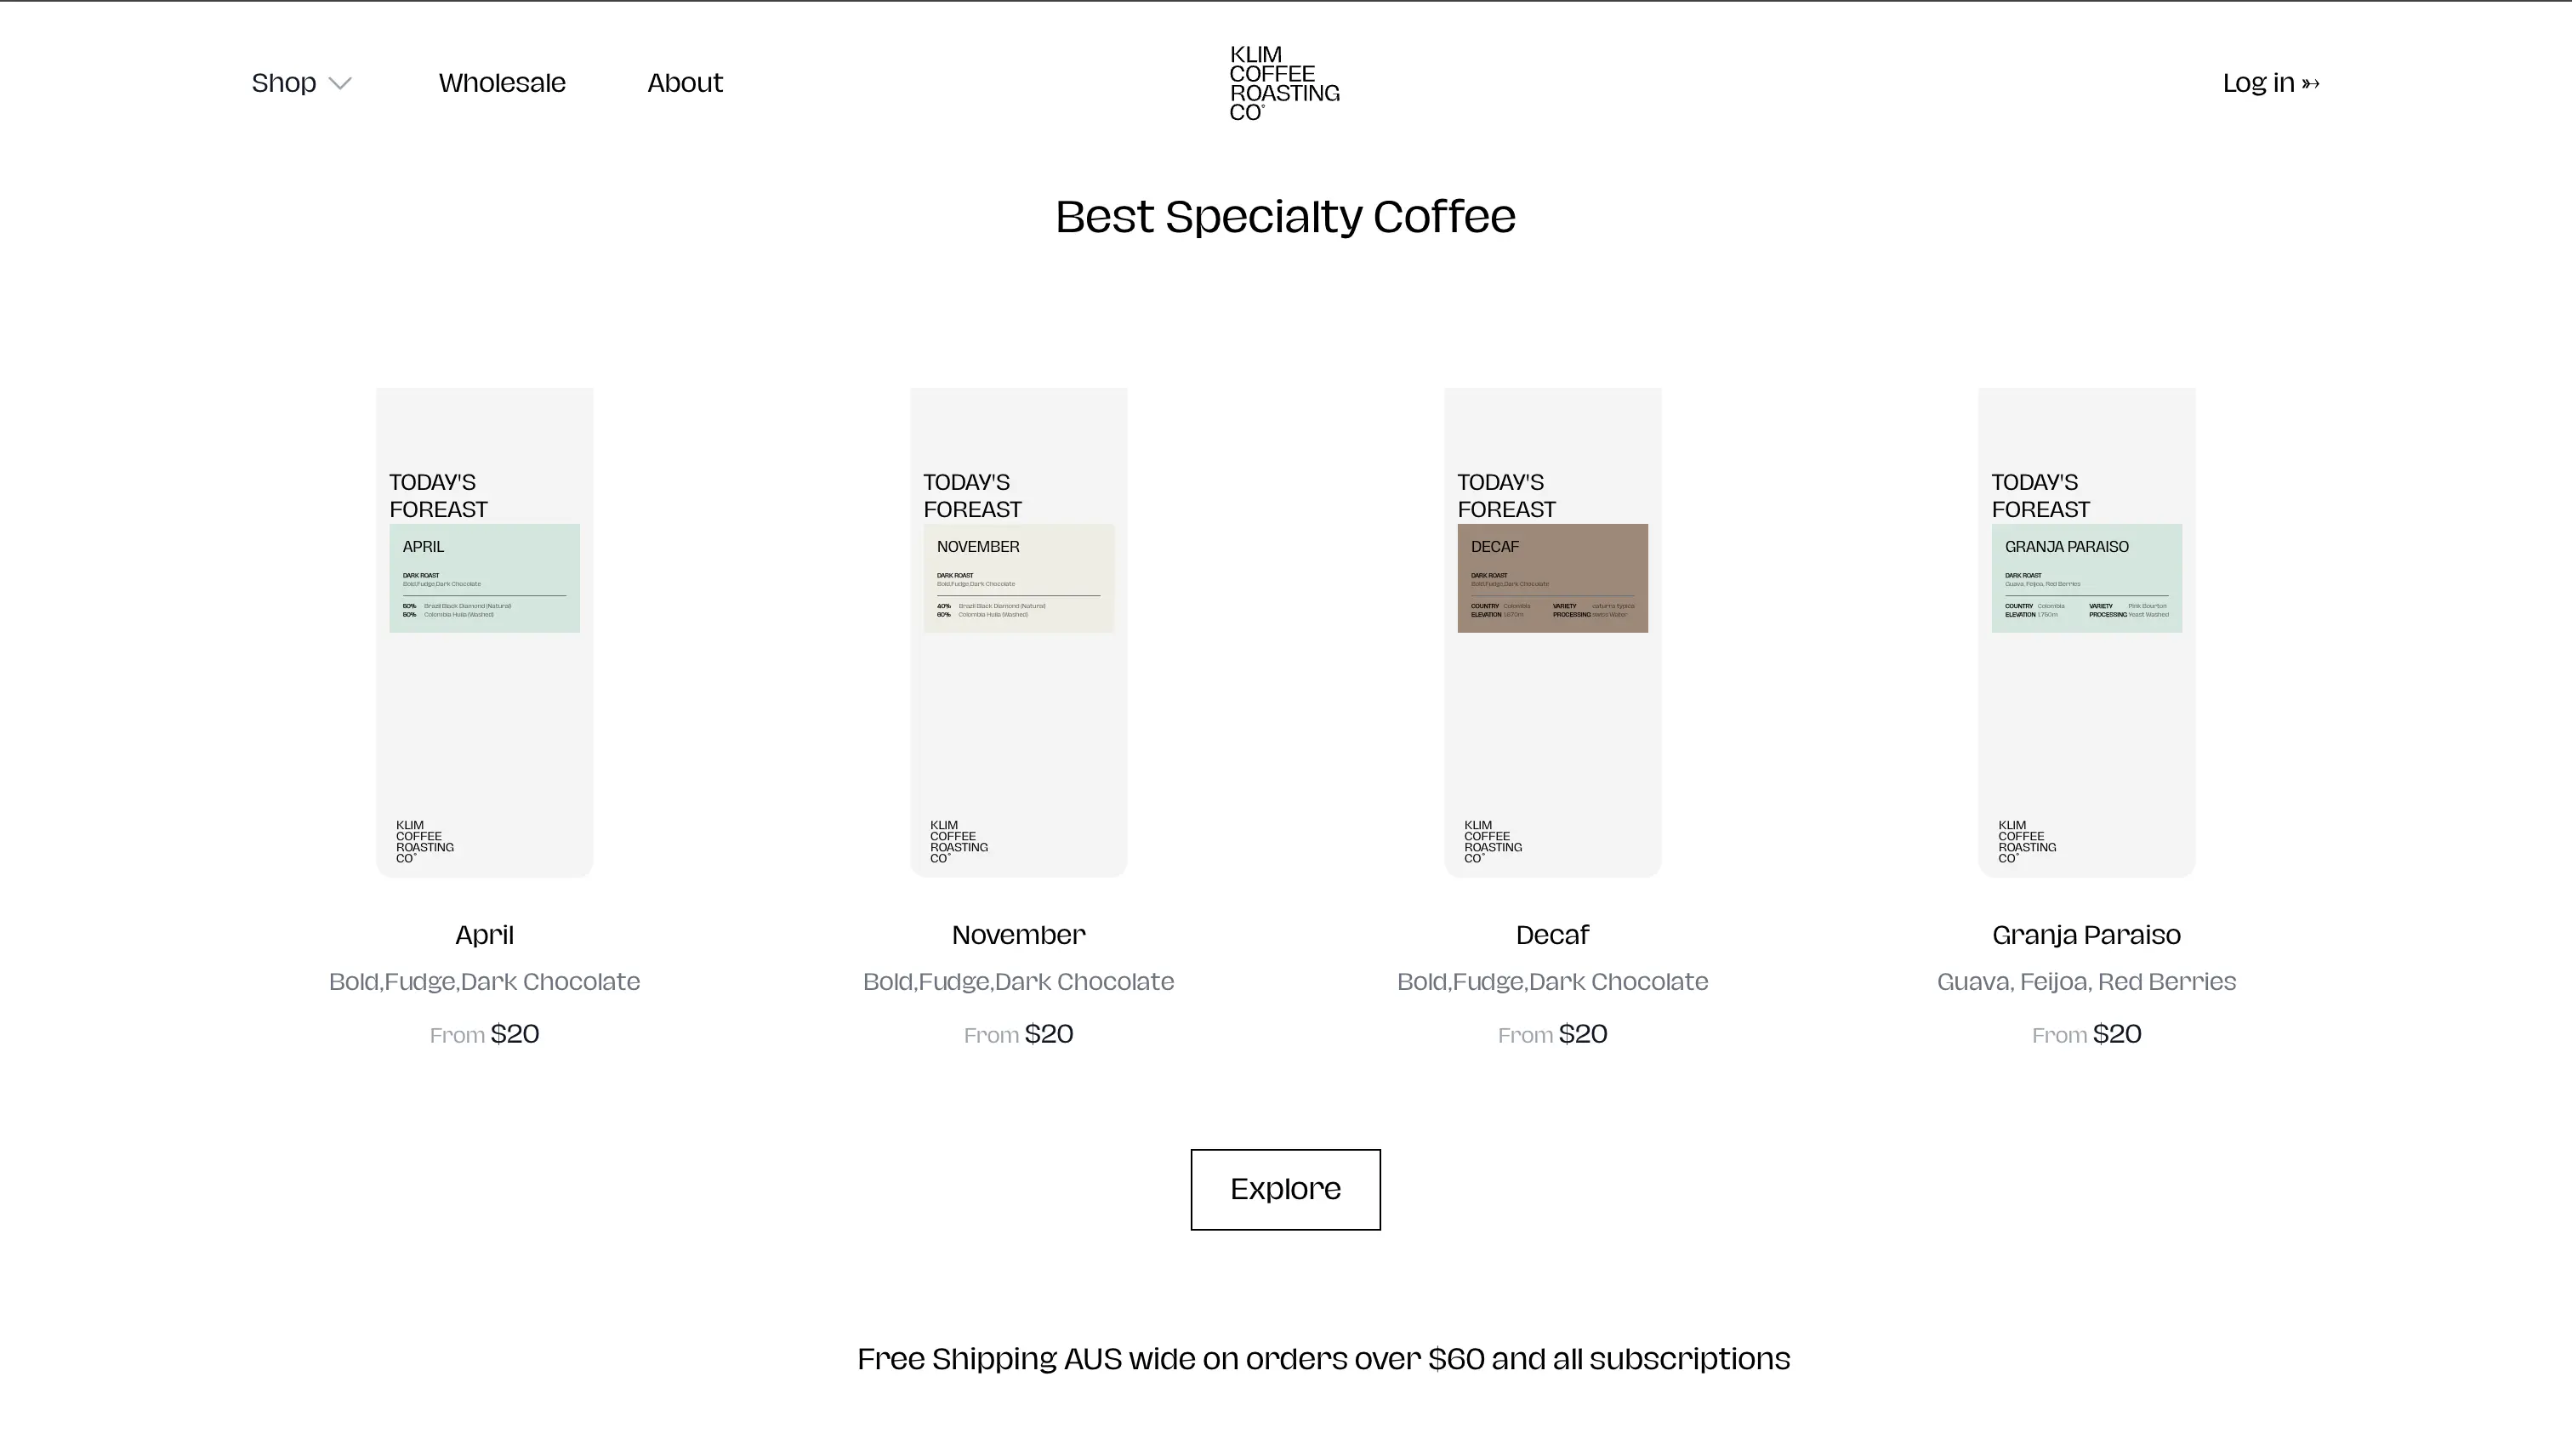 Shop
Wholesale
About
KLIM
COFFEE
ROASTING
CO°
Log in
Best Specialty Coffee
TODAY'S
FOREAST
APRIL
DARK ROAST
Bold,Fudge,Dark Chocolate
50% Brazil Black Diamond (Natural)
50% Colombia Huila (Washed)
KLIM
COFFEE
ROASTING
CO°
April
Bold,Fudge,Dark Chocolate
From $20
TODAY'S
FOREAST
NOVEMBER
DARK ROAST
Bold,Fudge,Dark Chocolate
40% Brazil Black Diamond (Natural)
60% Colombia Huila (Washed)
KLIM
COFFEE
ROASTING
CO°
November
Bold,Fudge,Dark Chocolate
From $20
TODAY'S
FOREAST
DECAF
DARK ROAST
Bold,Fudge,Dark Chocolate
COUNTRY Colombia VARIETY caturra typica
ELEVATION PROCESSING Water
KLIM
COFFEE
ROASTING
CO°
Decaf
Bold,Fudge,Dark Chocolate
From $20
TODAY'S
FOREAST
GRANJA PARAISO
DARK ROAST
Guava, Feijoa, Red Berries
COUNTRY Colombia VARIETY Pink Bourbon
ELEVATION 1750m PROCESSING Yeast Washed
KLIM
COFFEE
ROASTING
CO°
Granja Paraiso
Guava, Feijoa, Red Berries
From $20
Explore
Free Shipping AUS wide on orders over $60 and all subscriptions